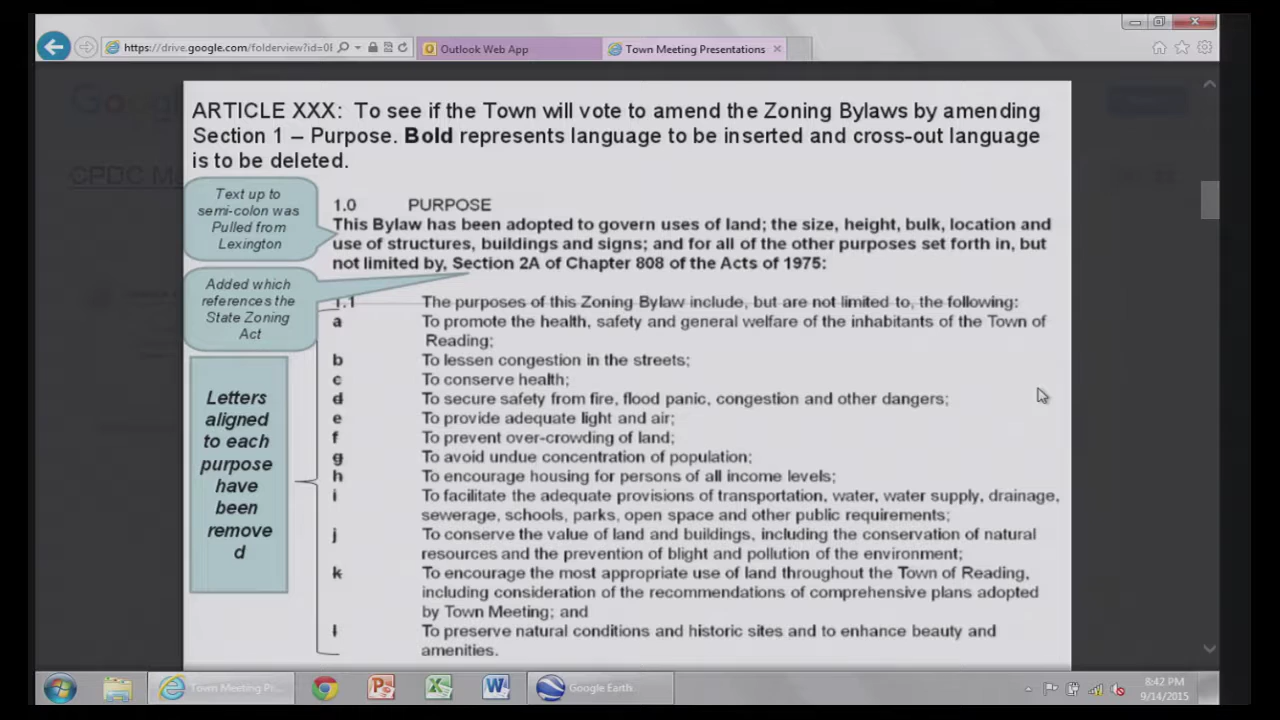 https://drive.google.com/folderview?id=0
Outlook Web App
Town Meeting Presentations
ARTICLE XXX: To see if the Town will vote to amend the Zoning Bylaws by amending
Section 1 – Purpose. Bold represents language to be inserted and cross-out language
is to be deleted.
Text up to
semi-colon was
Pulled from
Lexington
1.0 PURPOSE
This Bylaw has been adopted to govern uses of land; the size, height, bulk, location and
use of structures, buildings and signs; and for all of the other purposes set forth in, but
not limited by, Section 2A of Chapter 808 of the Acts of 1975:
Added which
references the
State Zoning
Act
1.1 The purposes of this Zoning Bylaw include, but are not limited to, the following:
a To promote the health, safety and general welfare of the inhabitants of the Town of
Reading;
b To lessen congestion in the streets;
c To conserve health;
d To secure safety from fire, flood panic, congestion and other dangers;
e To provide adequate light and air;
f To prevent over-crowding of land;
g To avoid undue concentration of population;
h To encourage housing for persons of all income levels;
i To facilitate the adequate provisions of transportation, water, water supply, drainage,
sewerage, schools, parks, open space and other public requirements;
j To conserve the value of land and buildings, including the conservation of natural
resources and the prevention of blight and pollution of the environment;
k To encourage the most appropriate use of land throughout the Town of Reading,
including consideration of the recommendations of comprehensive plans adopted
by Town Meeting; and
l To preserve natural conditions and historic sites and to enhance beauty and
amenities.
Letters
aligned
to each
purpose
have
been
remove
d
Town Meeting Pr...
Google Earth
8:42 PM
9/14/2015